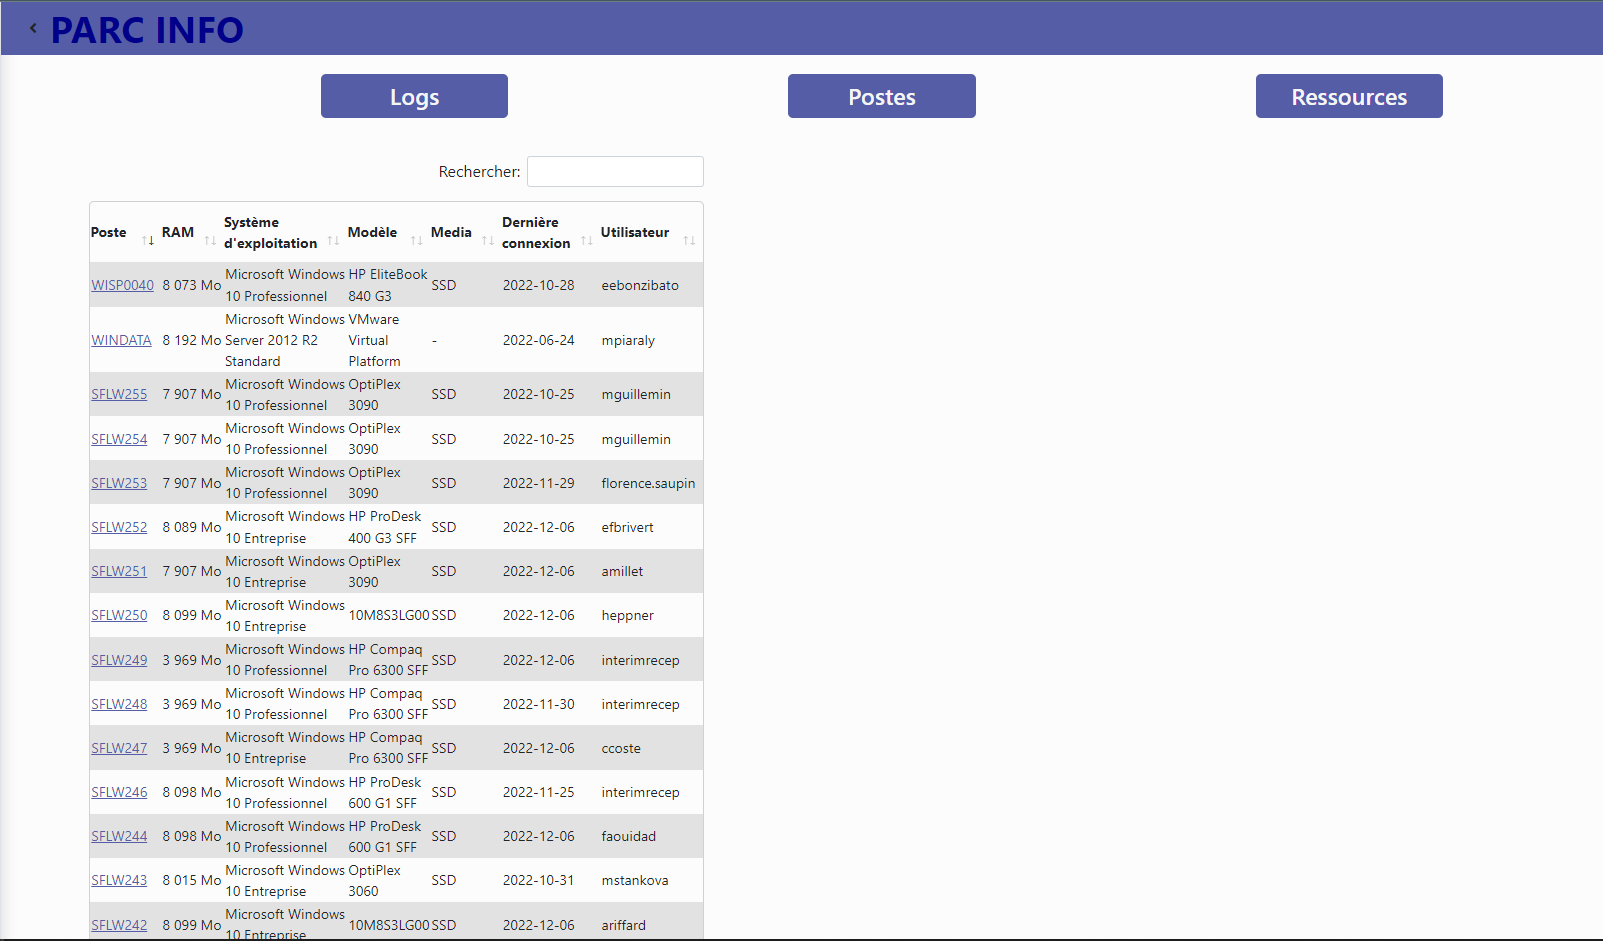 PARC INFO
Logs
Postes
Ressources
Rechercher:
Poste RAM Système d'exploitation Modèle Media Dernière connexion Utilisateur
WISP0040 8 073 Mo Microsoft Windows 10 Professionnel HP EliteBook 840 G3 SSD 2022-10-28 eebonzibato
WINDATA 8 192 Mo Microsoft Windows Server 2012 R2 Standard VMware Virtual Platform - 2022-06-24 mpiaraly
SFLW255 7 907 Mo Microsoft Windows 10 Professionnel OptiPlex 3090 SSD 2022-10-25 mguillemin
SFLW254 7 907 Mo Microsoft Windows 10 Professionnel OptiPlex 3090 SSD 2022-10-25 mguillemin
SFLW253 7 907 Mo Microsoft Windows 10 Professionnel OptiPlex 3090 SSD 2022-11-29 florence.saupin
SFLW252 8 089 Mo Microsoft Windows 10 Entreprise HP ProDesk 400 G3 SFF SSD 2022-12-06 efbrivert
SFLW251 7 907 Mo Microsoft Windows 10 Entreprise OptiPlex 3090 SSD 2022-12-06 amillet
SFLW250 8 099 Mo Microsoft Windows 10 Entreprise 10M8S3LG00 SSD 2022-12-06 heppner
SFLW249 3 969 Mo Microsoft Windows 10 Professionnel HP Compaq Pro 6300 SFF SSD 2022-12-06 interimrecep
SFLW248 3 969 Mo Microsoft Windows 10 Professionnel HP Compaq Pro 6300 SFF SSD 2022-11-30 interimrecep
SFLW247 3 969 Mo Microsoft Windows 10 Entreprise HP Compaq Pro 6300 SFF SSD 2022-12-06 ccoste
SFLW246 8 098 Mo Microsoft Windows 10 Professionnel HP ProDesk 600 G1 SFF SSD 2022-11-25 interimrecep
SFLW244 8 098 Mo Microsoft Windows 10 Professionnel HP ProDesk 600 G1 SFF SSD 2022-12-06 faouidad
SFLW243 8 015 Mo Microsoft Windows 10 Entreprise OptiPlex 3060 SSD 2022-10-31 mstankova
SFLW242 8 099 Mo Microsoft Windows 10 Entreprise 10M8S3LG00 SSD 2022-12-06 ariffard